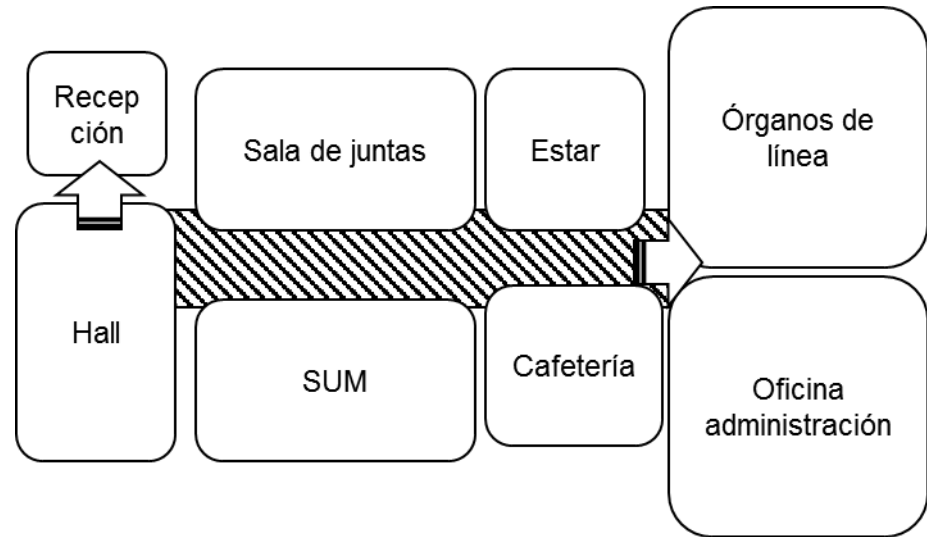 Recep
ción
Sala de juntas
Estar
Órganos de
línea
Hall
SUM
Cafetería
Oficina
administración